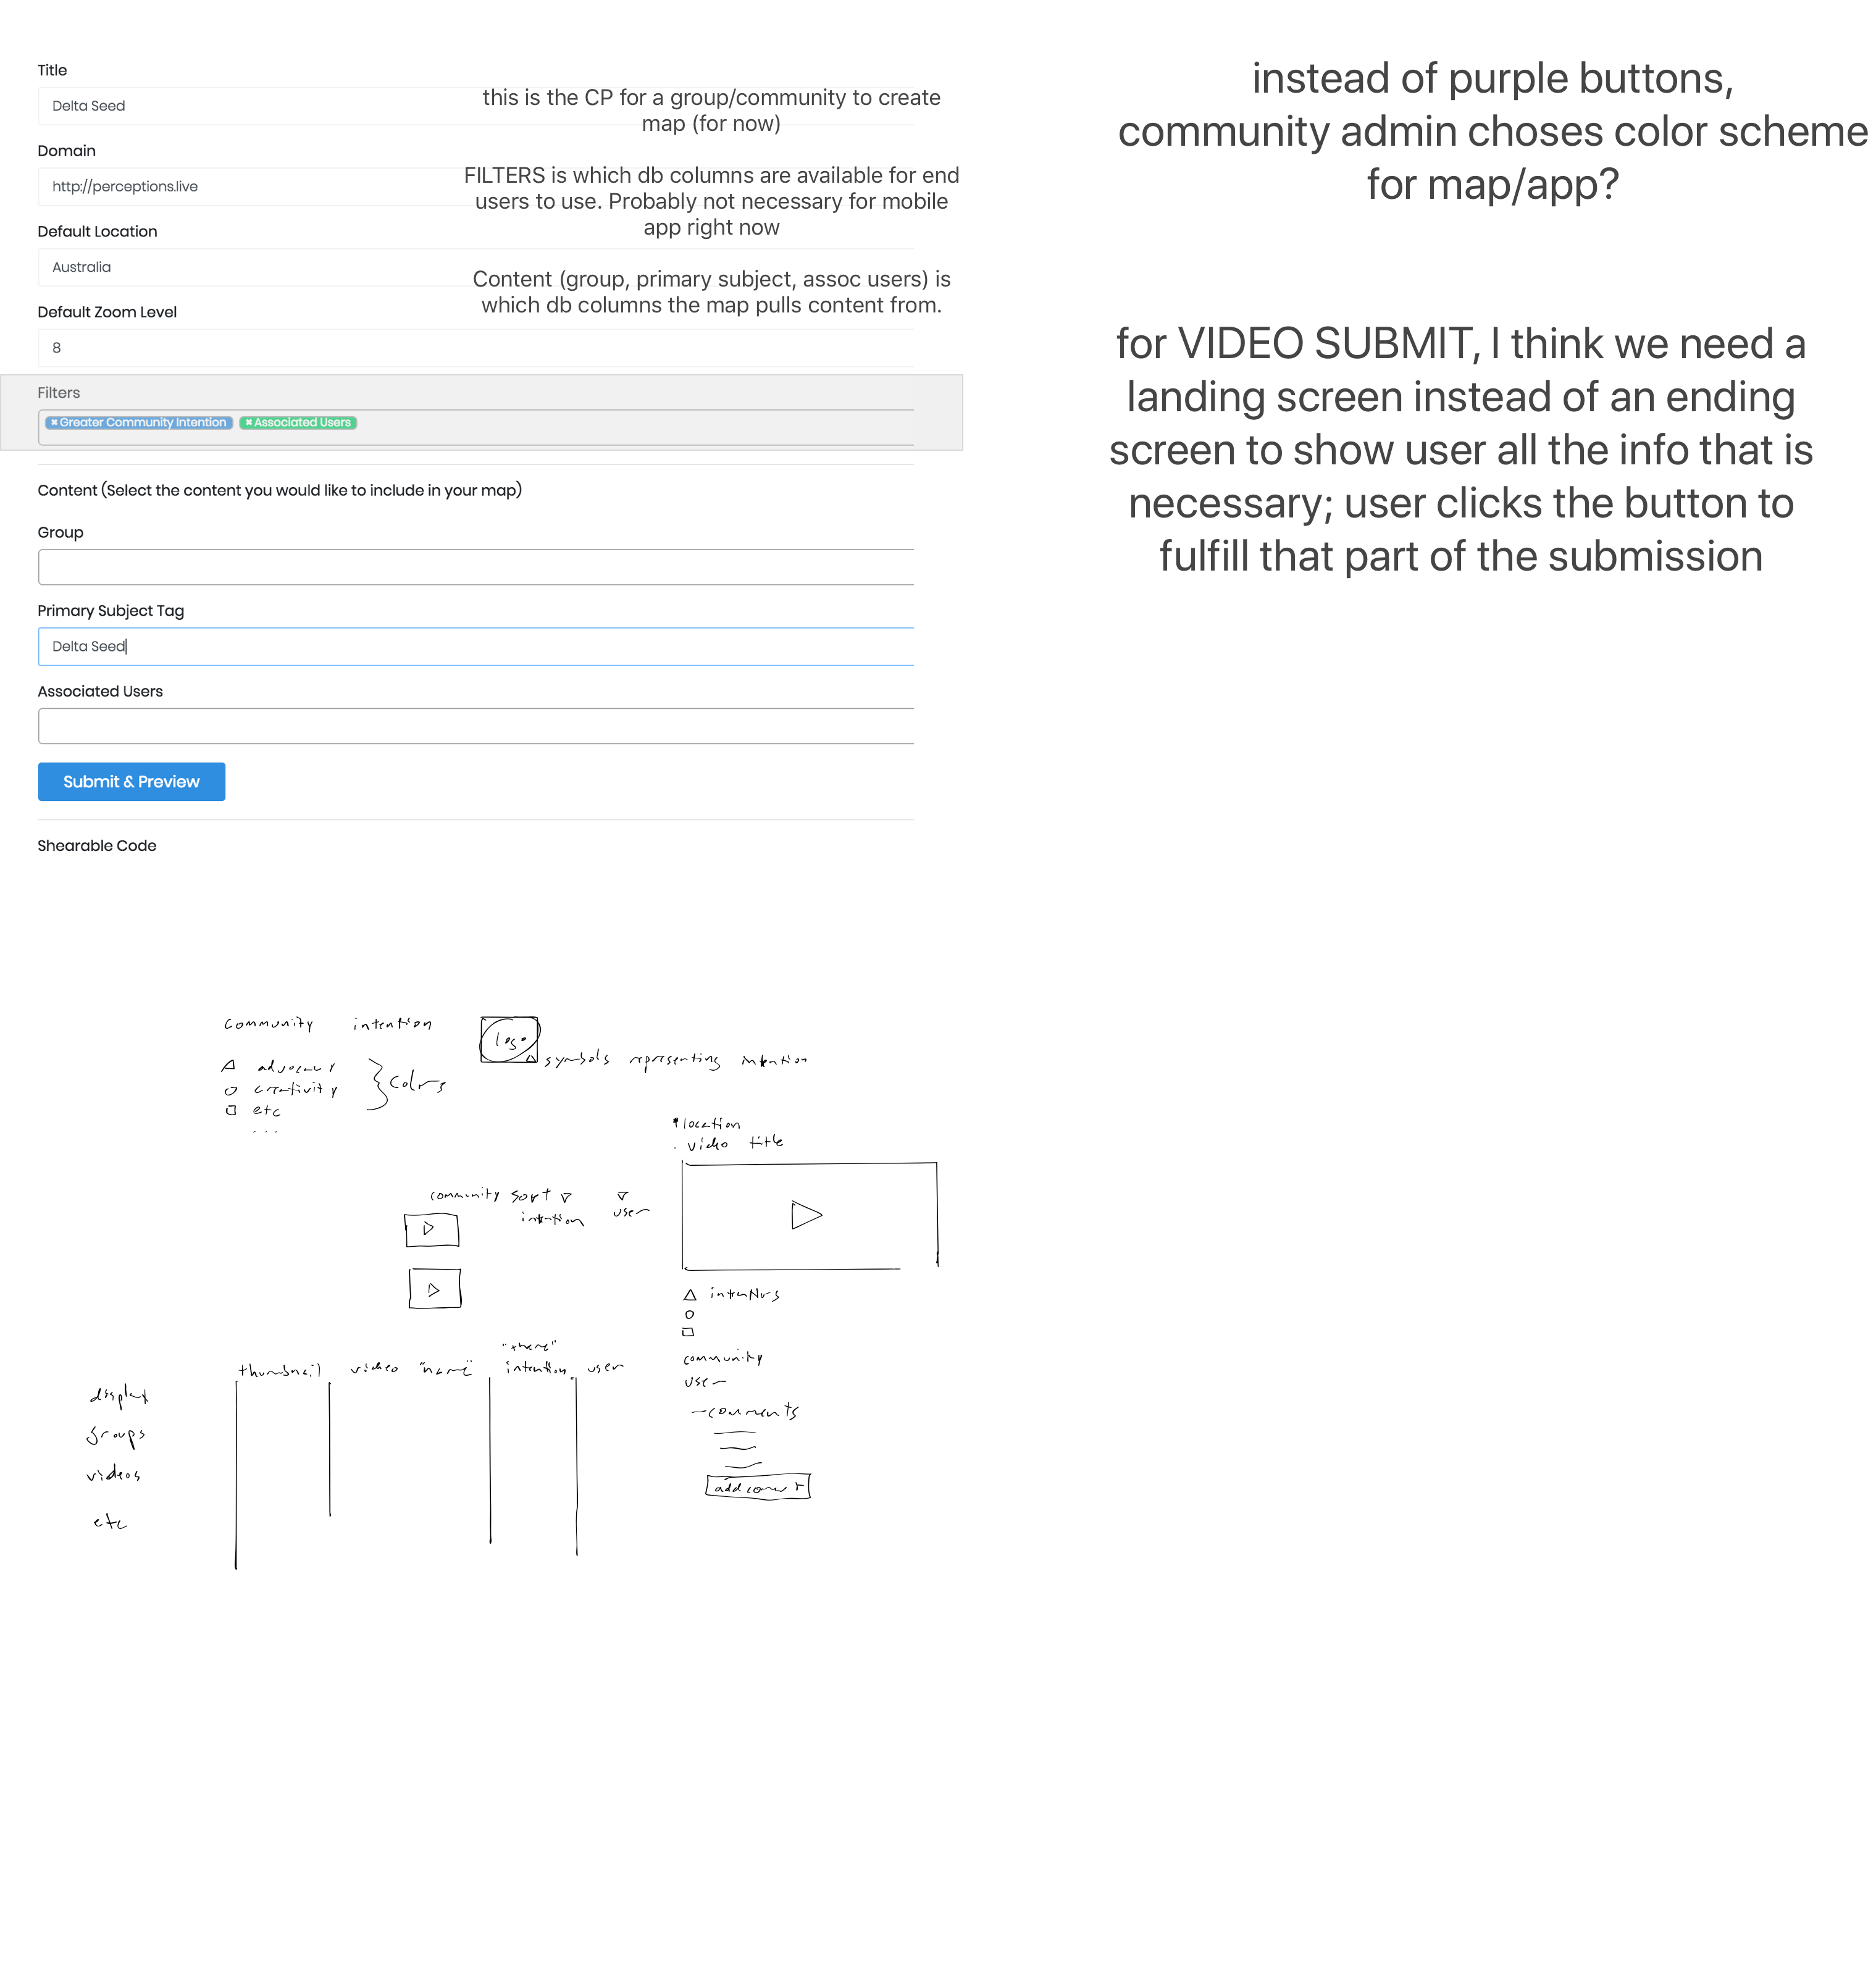 Title
Delta Seed
Domain
http://perceptions.live
Default Location
Australia
Default Zoom Level
8
Filters
× Greater Community Intention × Associated Users
Content (Select the content you would like to include in your map)
Group
Primary Subject Tag
Delta Seed
Associated Users
Submit & Preview
Shearable Code
this is the CP for a group/community to create
map (for now)
FILTERS is which db columns are available for end
users to use. Probably not necessary for mobile
app right now
Content (group, primary subject, assoc users) is
which db columns the map pulls content from.
instead of purple buttons,
community admin choses color scheme
for map/app?
for VIDEO SUBMIT, I think we need a
landing screen instead of an ending
screen to show user all the info that is
necessary; user clicks the button to
fulfill that part of the submission
community intention
advocacy
creativity
etc
...
colors
logo
symbols representing intention
location
video title
community sort
intention
user
intentions
community
user
comments
add comment
thumbnail video "name" "theme"
intention user
display
groups
videos
etc